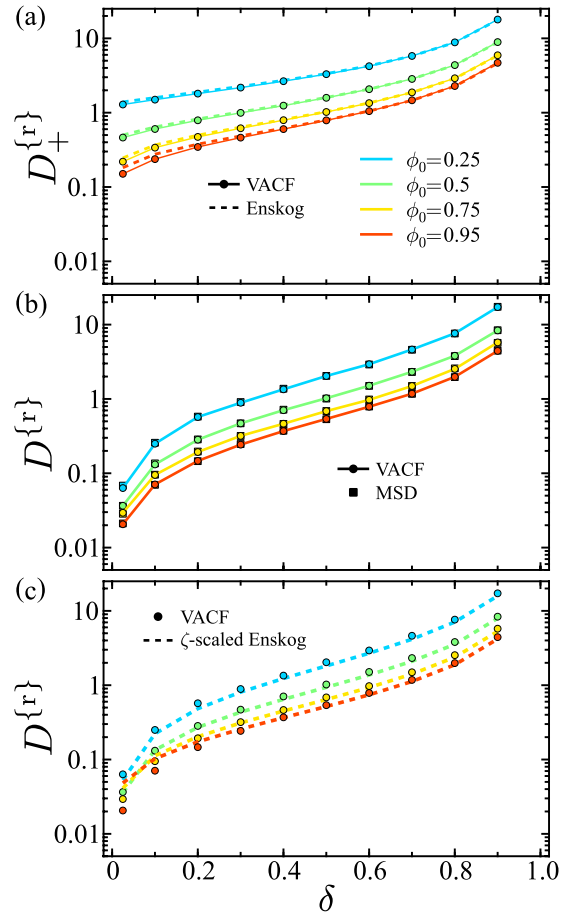 (a)
D₊^{r}
10
1
0.1
0.01
VACF
Enskog
ϕ₀=0.25
ϕ₀=0.5
ϕ₀=0.75
ϕ₀=0.95
(b)
D^{r}
10
1
0.1
0.01
VACF
MSD
(c)
D^{r}
10
1
0.1
0.01
VACF
ζ-scaled Enskog
0 0.2 0.4 0.6 0.8 1.0
δ